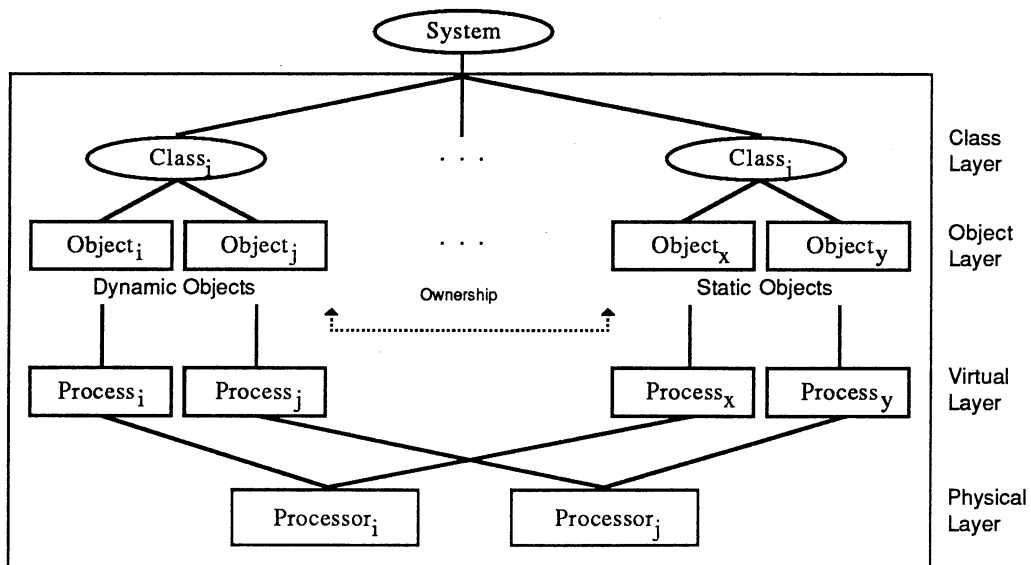 System
Class
Layer
Class_i
. . .
Class_j
Object
Layer
Object_i
Object_j
. . .
Object_x
Object_y
Dynamic Objects
Ownership
Static Objects
Virtual
Layer
Process_i
Process_j
Process_x
Process_y
Physical
Layer
Processor_i
Processor_j